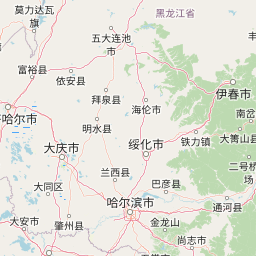 黑龙江省
莫力达瓦
旗
五大连池
市
富裕县
依安县
伊春市
拜泉县
海伦市
南岔
齐哈尔市
明水县
绥化市
铁力镇
大箐山县
大庆市
二号桥
场
兰西县
大同区
巴彦县
哈尔滨市
通河县
大安市
肇州县
金龙山
尚志市